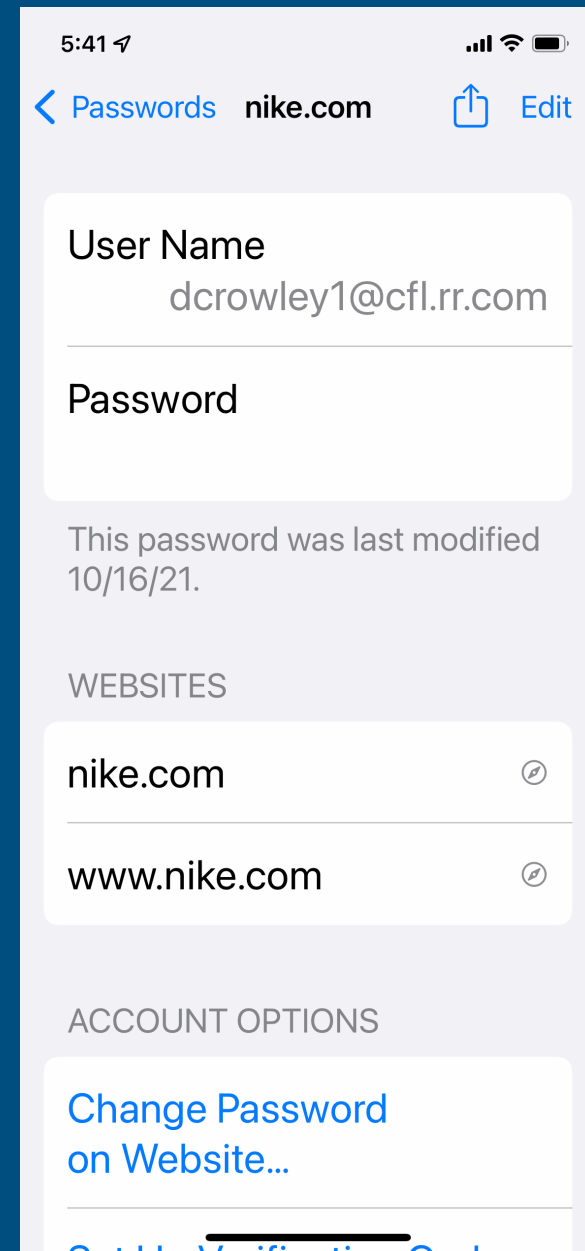 5:41
Passwords nike.com Edit
User Name
dcrowley1@cfl.rr.com
Password
This password was last modified
10/16/21.
WEBSITES
nike.com
www.nike.com
ACCOUNT OPTIONS
Change Password
on Website...